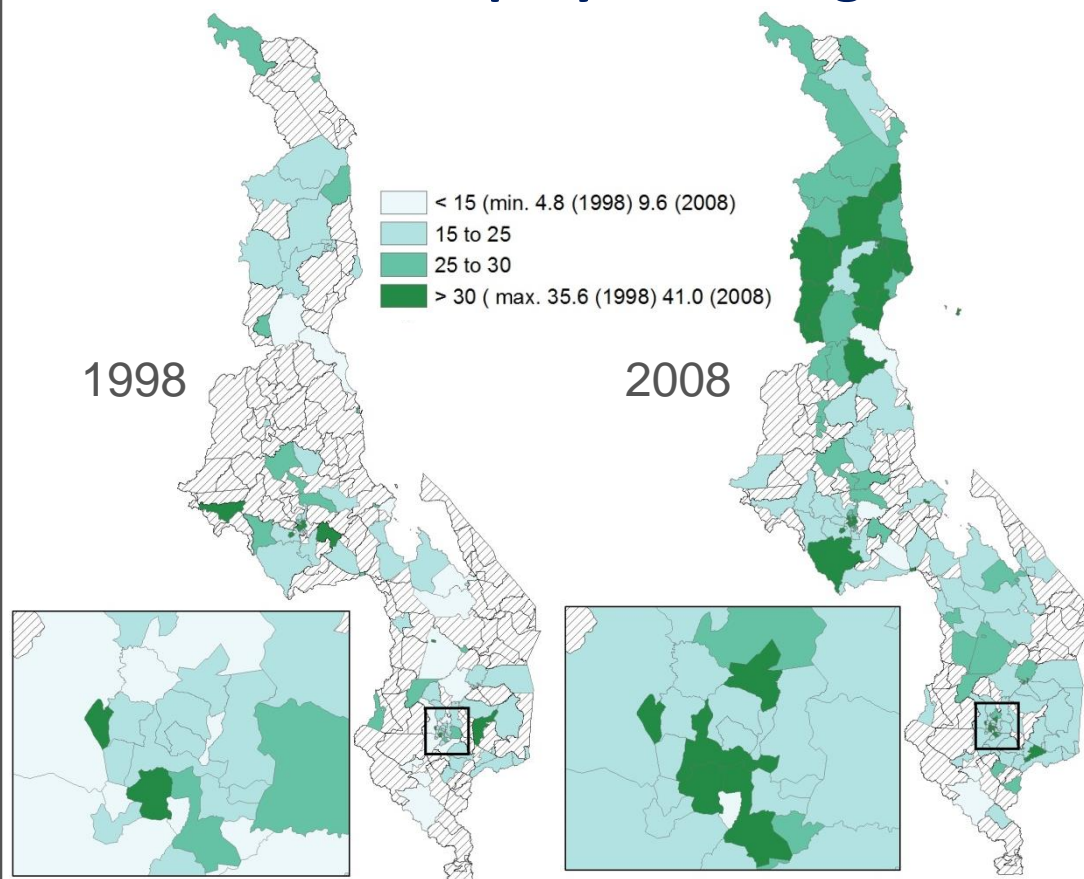 < 15 (min. 4.8 (1998) 9.6 (2008)
15 to 25
25 to 30
> 30 ( max. 35.6 (1998) 41.0 (2008)
1998
2008